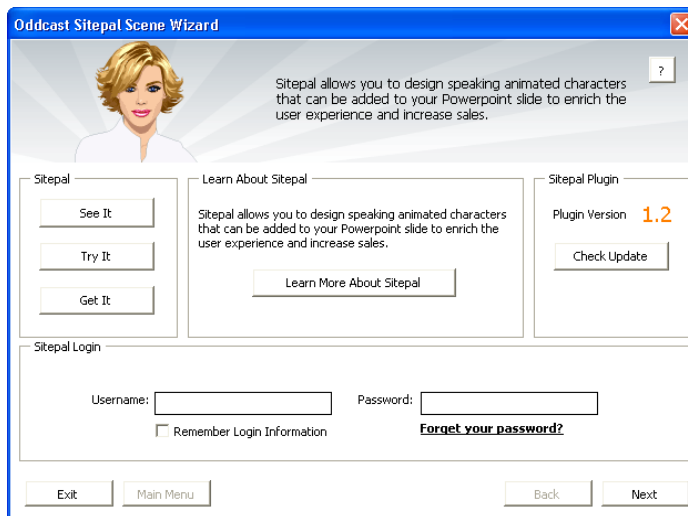 Oddcast Sitepal Scene Wizard
?
Sitepal allows you to design speaking animated characters
that can be added to your Powerpoint slide to enrich the
user experience and increase sales.
Sitepal
See It
Try It
Get It
Learn About Sitepal
Sitepal allows you to design speaking animated characters
that can be added to your Powerpoint slide to enrich the
user experience and increase sales.
Learn More About Sitepal
Sitepal Plugin
Plugin Version 1.2
Check Update
Sitepal Login
Username:
Password:
Remember Login Information
Forget your password?
Exit
Main Menu
Back
Next